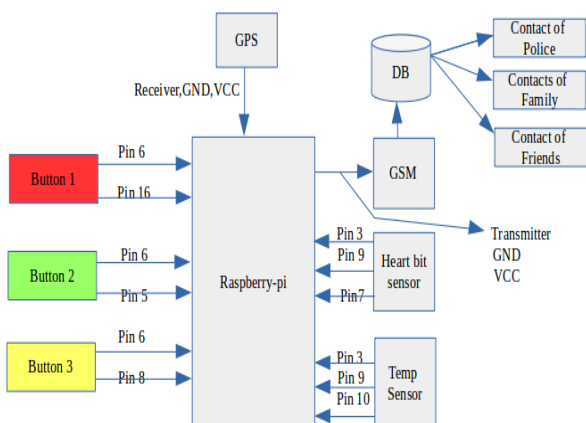 GPS
Receiver,GND,VCC
DB
Contact of
Police
Contacts of
Family
Contact of
Friends
GSM
Transmitter
GND
VCC
Button 1
Pin 6
Pin 16
Button 2
Pin 6
Pin 5
Button 3
Pin 6
Pin 8
Raspberry-pi
Pin 3
Pin 9
Pin7
Heart bit
sensor
Pin 3
Pin 9
Pin 10
Temp
Sensor